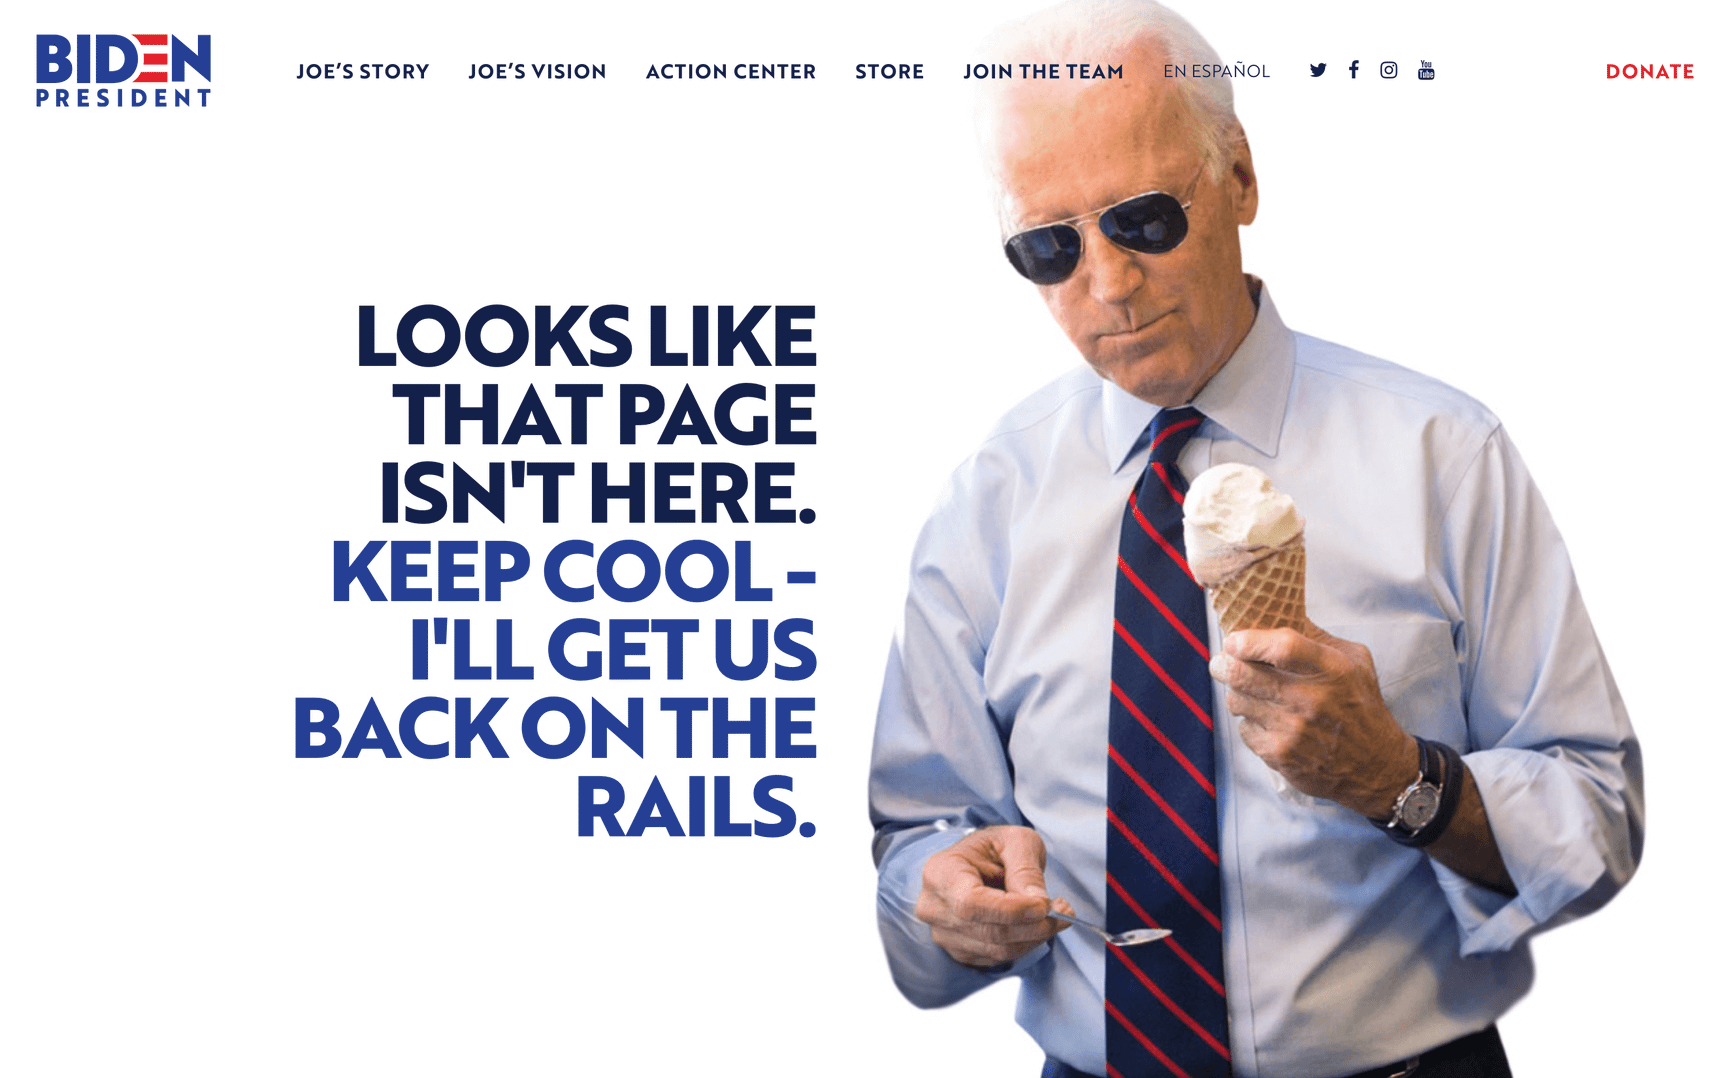 BIDEN
PRESIDENT
JOE’S STORY JOE’S VISION ACTION CENTER STORE JOIN THE TEAM EN ESPAÑOL You Tube DONATE
LOOKS LIKE
THAT PAGE
ISN'T HERE.
KEEP COOL -
I'LL GET US
BACK ON THE
RAILS.